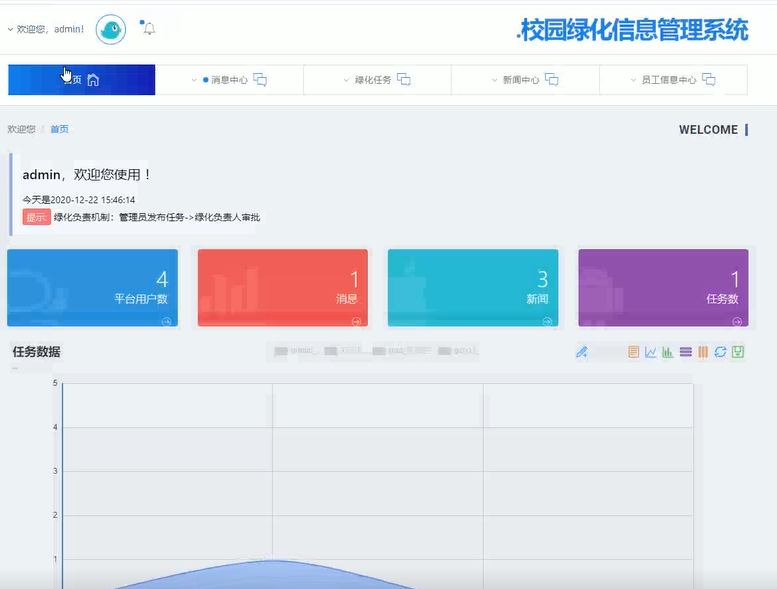 欢迎您，admin!
.校园绿化信息管理系统
首页
消息中心
绿化任务
新闻中心
员工信息中心
欢迎您 / 首页
WELCOME
admin，欢迎您使用！
今天是2020-12-22 15:46:14
提示: 绿化负责机制：管理员发布任务->绿化负责人审批
4
平台用户数
1
消息
3
新闻
1
任务数
任务数据
5
4
3
2
1